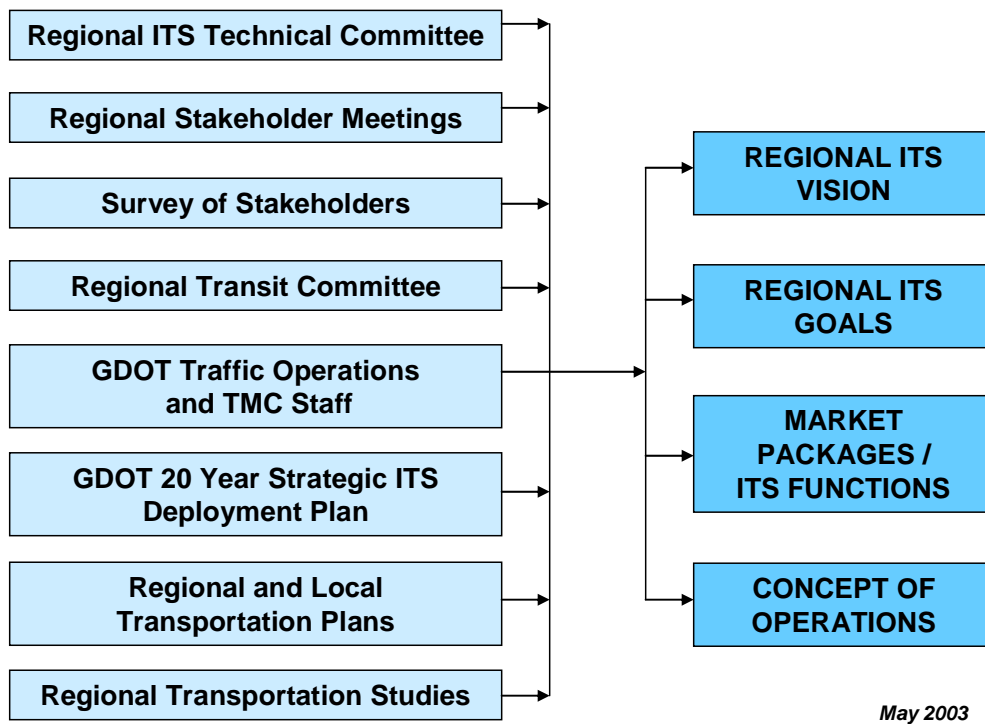 Regional ITS Technical Committee
Regional Stakeholder Meetings
Survey of Stakeholders
Regional Transit Committee
GDOT Traffic Operations
and TMC Staff
GDOT 20 Year Strategic ITS
Deployment Plan
Regional and Local
Transportation Plans
Regional Transportation Studies
REGIONAL ITS
VISION
REGIONAL ITS
GOALS
MARKET
PACKAGES /
ITS FUNCTIONS
CONCEPT OF
OPERATIONS
May 2003